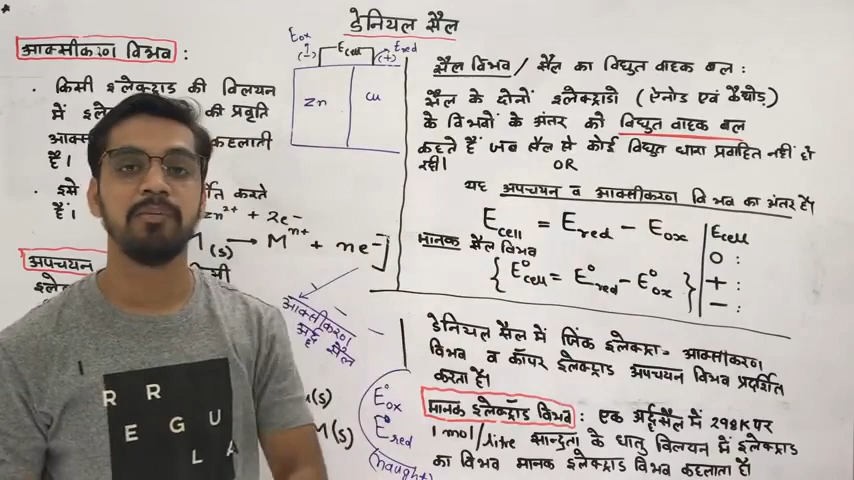 डेनियल सैल
आक्सीकरण विभव :
• किसी इलेक्ट्राड की विलयन
में इले की प्रवृति
आक्स कहलाती
है।
• इसे करते
हैं।
Zn²⁺ + 2e⁻
M(s) → Mⁿ⁺ + ne⁻
अपचयन
आक्सीकरण
अर्द्ध सैल
Eox
(-)
Ecell
Ered
(+)
Zn
Cu
सैल विभव / सैल का विद्युत वाहक बल :
सैल के दोनों इलेक्ट्राडो (ऐनोड एवं कैथोड)
के विभवों के अंतर को विद्युत वाहक बल
कहते हैं जब सैल से कोई विद्युत धारा प्रवाहित नहीं हो
रही।
OR
यह अपचयन व आक्सीकरण विभव का अंतर है।
Ecell = Ered - Eox
मानक सैल विभव
{ E°cell = E°red - E°ox }
Ecell
0 :
+ :
- :
डेनियल सैल में जिंक इलेक्ट्रा- आक्सीकरण
विभव व कॉपर इलेक्ट्राड अपचयन विभव प्रदर्शित
करता है।
मानक इलेक्ट्रॉड विभव : एक अर्द्धसैल में 298K पर
1 mol/litre सान्द्रता के धातु विलयन में इलेक्ट्राड
का विभव मानक इलेक्ट्राड विभव कहलाता है।
(s)
M(s)
E°ox
E°red
(naught)
I R R
E G U
L A